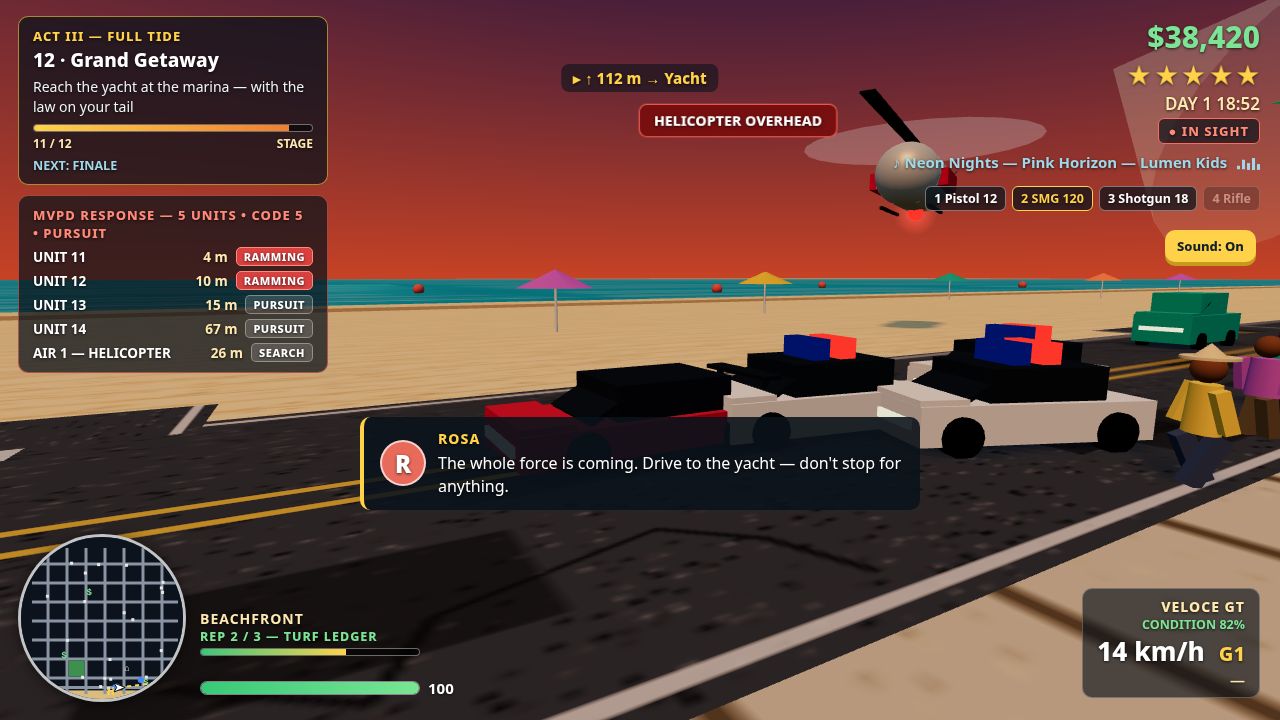 ACT III — FULL TIDE
12 · Grand Getaway
Reach the yacht at the marina — with the
law on your tail
11 / 12 STAGE
NEXT: FINALE
MVPD RESPONSE — 5 UNITS • CODE 5
• PURSUIT
UNIT 11 4 m RAMMING
UNIT 12 10 m RAMMING
UNIT 13 15 m PURSUIT
UNIT 14 67 m PURSUIT
AIR 1 — HELICOPTER 26 m SEARCH
▸ ↑ 112 m → Yacht
HELICOPTER OVERHEAD
$38,420
★★★★★
DAY 1 18:52
● IN SIGHT
♪ Neon Nights — Pink Horizon — Lumen Kids
1 Pistol 12 2 SMG 120 3 Shotgun 18 4 Rifle
Sound: On
R
ROSA
The whole force is coming. Drive to the yacht — don't stop for
anything.
$
$
BEACHFRONT
REP 2 / 3 — TURF LEDGER
100
VELOCE GT
CONDITION 82%
14 km/h G1
—